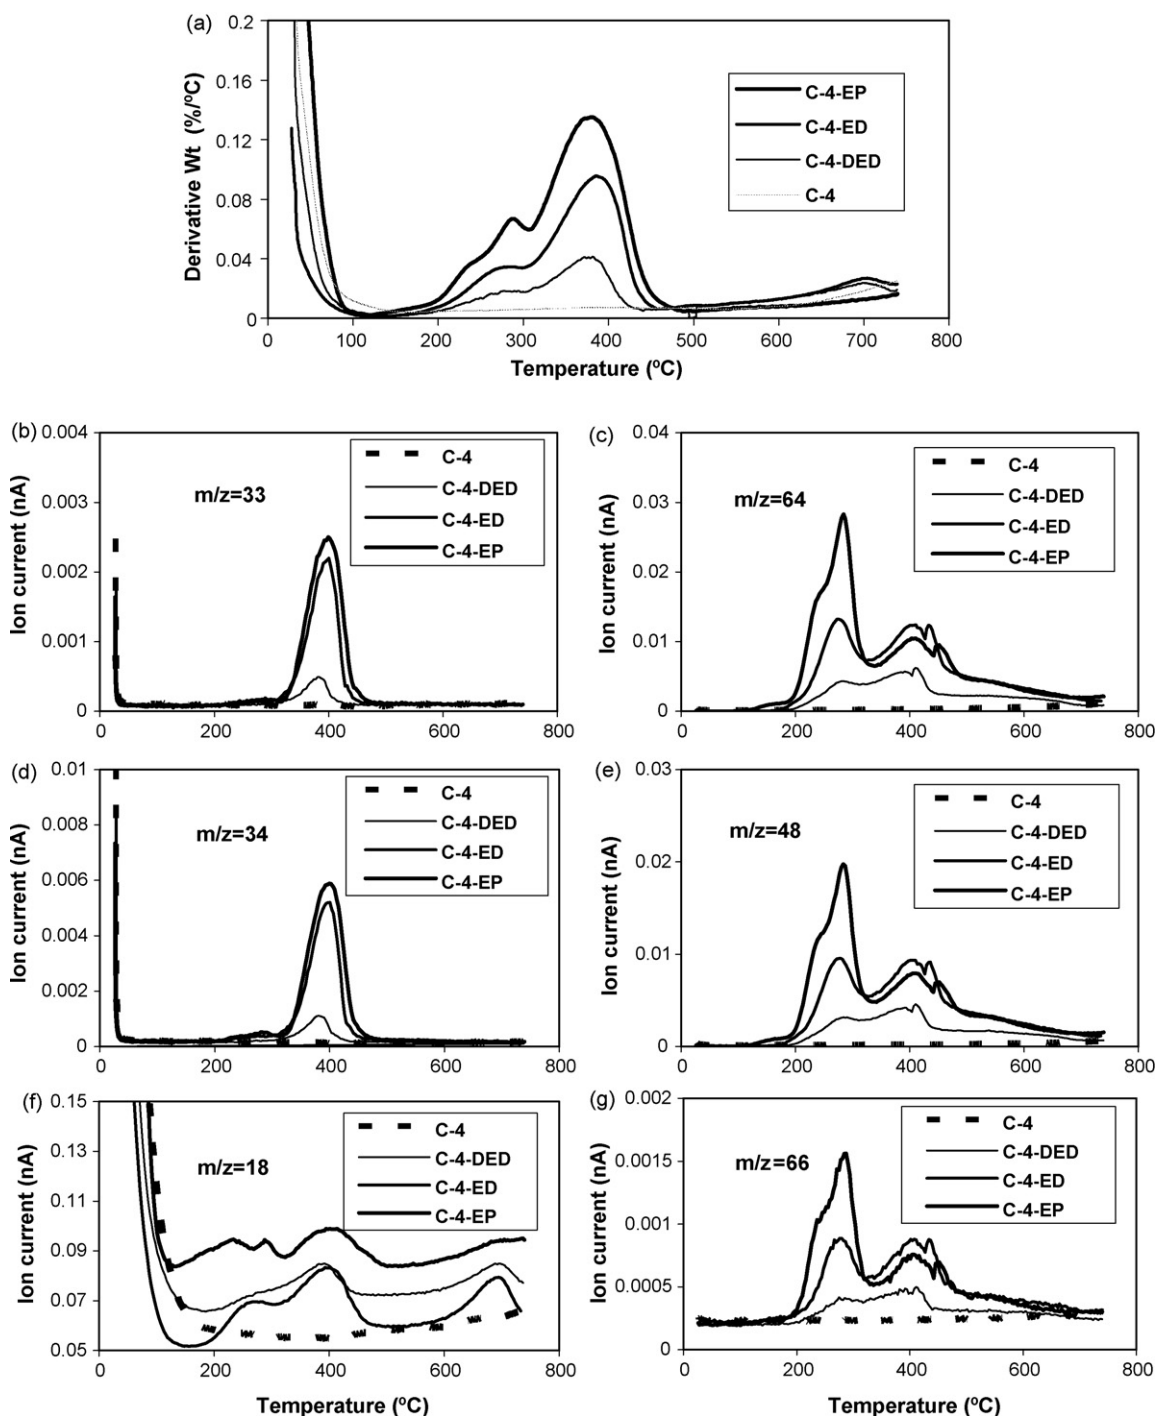 (a)
Derivative Wt (%/ºC)
0.2
0.16
0.12
0.08
0.04
0
C-4-EP
C-4-ED
C-4-DED
C-4
0 100 200 300 400 500 600 700 800
Temperature (ºC)
(b)
Ion current (nA)
0.004
0.003
0.002
0.001
0
m/z=33
C-4
C-4-DED
C-4-ED
C-4-EP
0 200 400 600 800
(c)
Ion current (nA)
0.04
0.03
0.02
0.01
0
m/z=64
C-4
C-4-DED
C-4-ED
C-4-EP
0 200 400 600 800
(d)
Ion current (nA)
0.01
0.008
0.006
0.004
0.002
0
m/z=34
C-4
C-4-DED
C-4-ED
C-4-EP
0 200 400 600 800
(e)
Ion current (nA)
0.03
0.02
0.01
0
m/z=48
C-4
C-4-DED
C-4-ED
C-4-EP
0 200 400 600 800
(f)
Ion current (nA)
0.15
0.13
0.11
0.09
0.07
0.05
m/z=18
C-4
C-4-DED
C-4-ED
C-4-EP
0 200 400 600 800
Temperature (ºC)
(g)
Ion current (nA)
0.002
0.0015
0.001
0.0005
0
m/z=66
C-4
C-4-DED
C-4-ED
C-4-EP
0 200 400 600 800
Temperature (ºC)